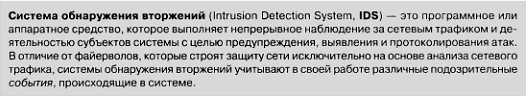 Система обнаружения вторжений (Intrusion Detection System, IDS) — это программное или
аппаратное средство, которое выполняет непрерывное наблюдение за сетевым трафиком и де-
ятельностью субъектов системы с целью предупреждения, выявления и протоколирования атак.
В отличие от файерволов, которые строят защиту сети исключительно на основе анализа сетевого
трафика, системы обнаружения вторжений учитывают в своей работе различные подозрительные
события, происходящие в системе.